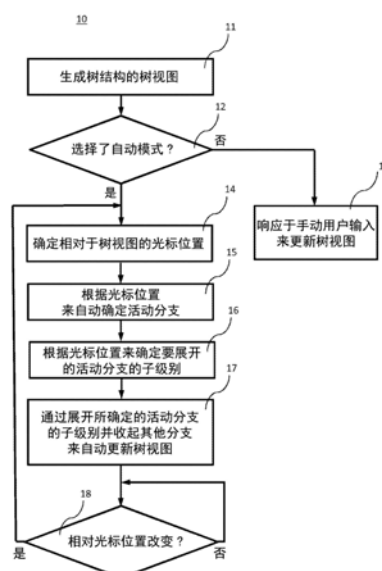 10
11
生成树结构的树视图
12
选择了自动模式？
否
是
14
确定相对于树视图的光标位置
响应于手动用户输入
来更新树视图
15
根据光标位置
来自动确定活动分支
16
根据光标位置来确定要展开
的活动分支的子级别
17
通过展开所确定的活动分支
的子级别并收起其他分支
来自动更新树视图
18
相对光标位置改变？
是
否